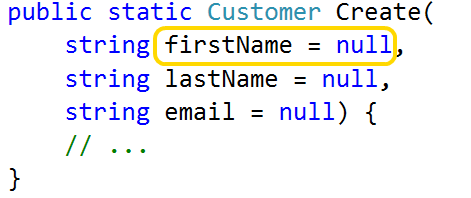 public static Customer Create(
    string firstName = null,
    string lastName = null,
    string email = null) {
    // ...
}